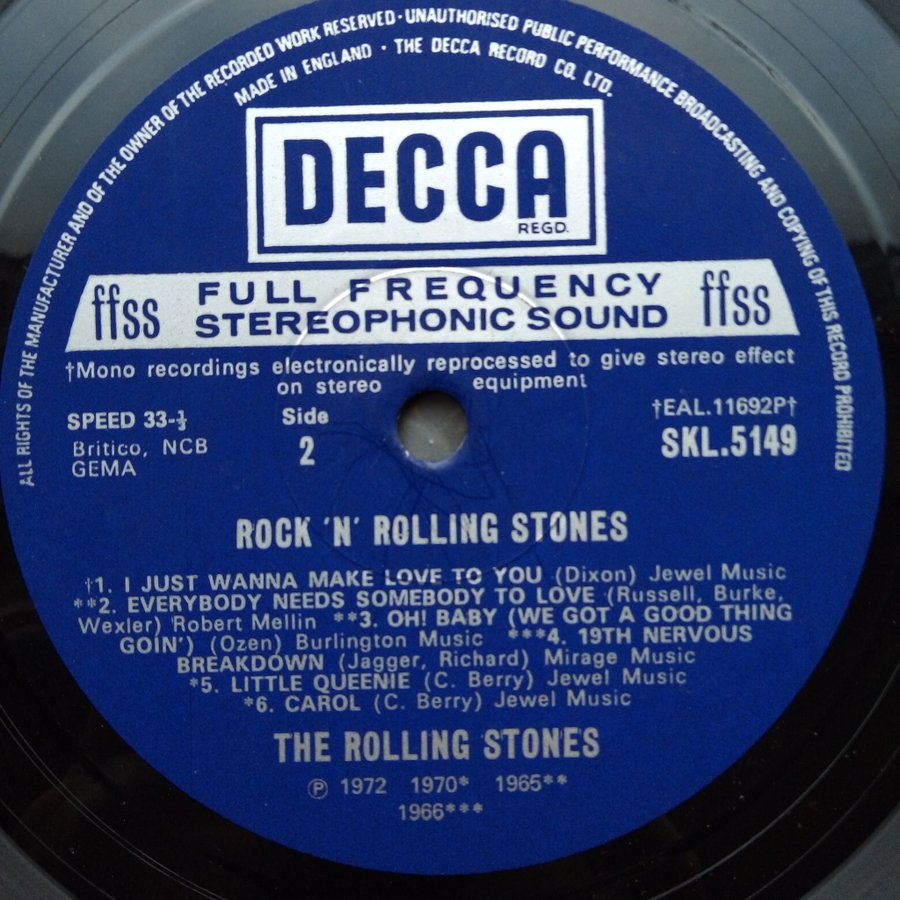 ALL RIGHTS OF THE MANUFACTURER AND OF THE OWNER OF THE RECORDED WORK RESERVED · UNAUTHORISED PUBLIC PERFORMANCE BROADCASTING AND COPYING OF THIS RECORD PROHIBITED
MADE IN ENGLAND · THE DECCA RECORD CO. LTD.
DECCA
REGD.
ffss FULL FREQUENCY ffss
STEREOPHONIC SOUND
†Mono recordings electronically reprocessed to give stereo effect
on stereo equipment
SPEED 33-⅓ Side †EAL.11692P†
Britico, NCB 2 SKL.5149
GEMA
ROCK 'N' ROLLING STONES
†1. I JUST WANNA MAKE LOVE TO YOU (Dixon) Jewel Music
**2. EVERYBODY NEEDS SOMEBODY TO LOVE (Russell, Burke,
Wexler) Robert Mellin **3. OH! BABY (WE GOT A GOOD THING
GOIN') (Ozen) Burlington Music ***4. 19TH NERVOUS
BREAKDOWN (Jagger, Richard) Mirage Music
*5. LITTLE QUEENIE (C. Berry) Jewel Music
*6. CAROL (C. Berry) Jewel Music
THE ROLLING STONES
℗ 1972 1970* 1965**
1966***